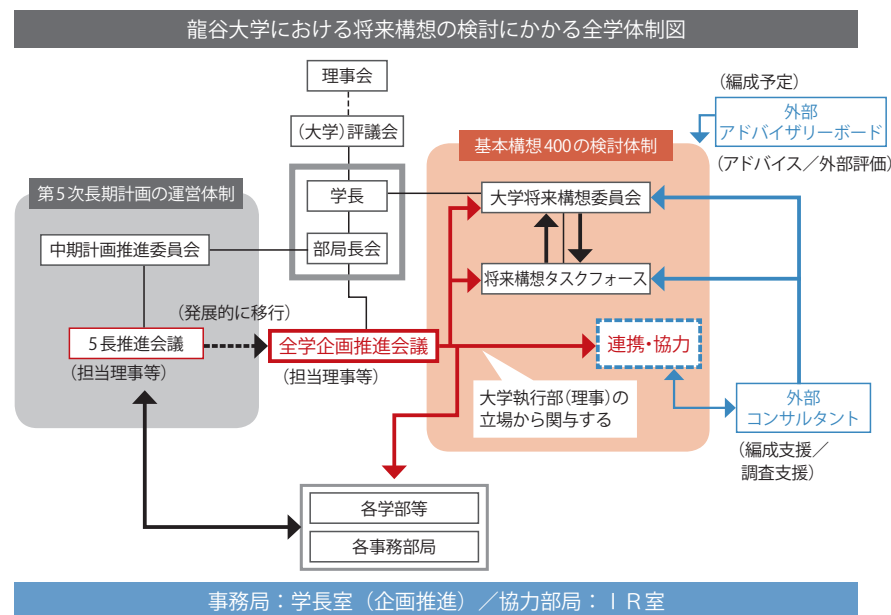 龍谷大学における将来構想の検討にかかる全学体制図
理事会
(大学)評議会
学長
部局長会
第5次長期計画の運営体制
中期計画推進委員会
5長推進会議
(担当理事等)
(発展的に移行)
全学企画推進会議
(担当理事等)
基本構想400の検討体制
大学将来構想委員会
将来構想タスクフォース
連携・協力
大学執行部(理事)の
立場から関与する
(編成予定)
外部
アドバイザリーボード
(アドバイス/外部評価)
外部
コンサルタント
(編成支援/
調査支援)
各学部等
各事務部局
事務局:学長室(企画推進)/協力部局:IR室